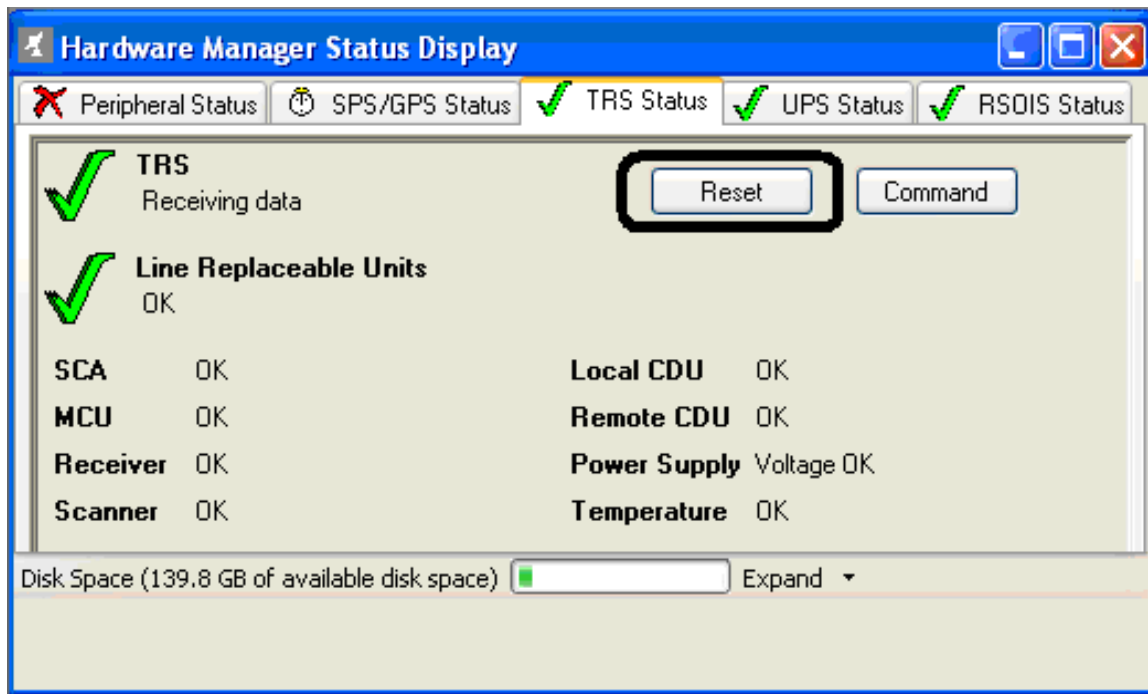 Hardware Manager Status Display
Peripheral Status SPS/GPS Status TRS Status UPS Status RSOIS Status
TRS
Receiving data
Reset Command
Line Replaceable Units
OK
SCA OK Local CDU OK
MCU OK Remote CDU OK
Receiver OK Power Supply Voltage OK
Scanner OK Temperature OK
Disk Space (139.8 GB of available disk space) Expand